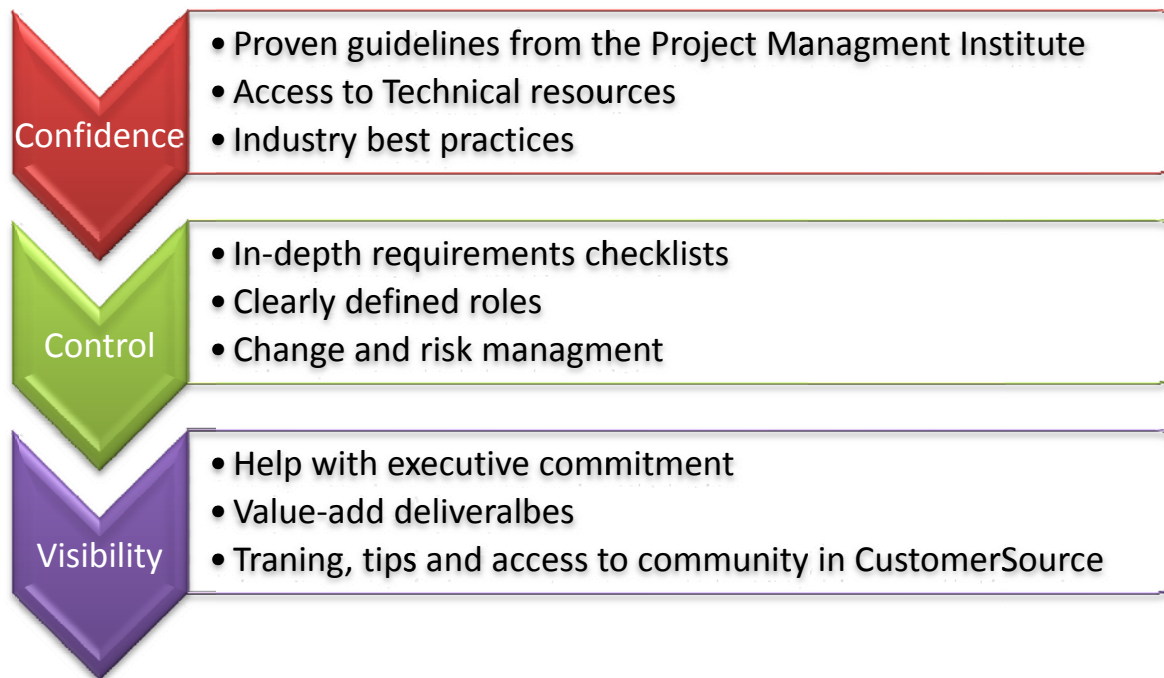 Confidence
• Proven guidelines from the Project Managment Institute
• Access to Technical resources
• Industry best practices
Control
• In-depth requirements checklists
• Clearly defined roles
• Change and risk managment
Visibility
• Help with executive commitment
• Value-add deliveralbes
• Traning, tips and access to community in CustomerSource